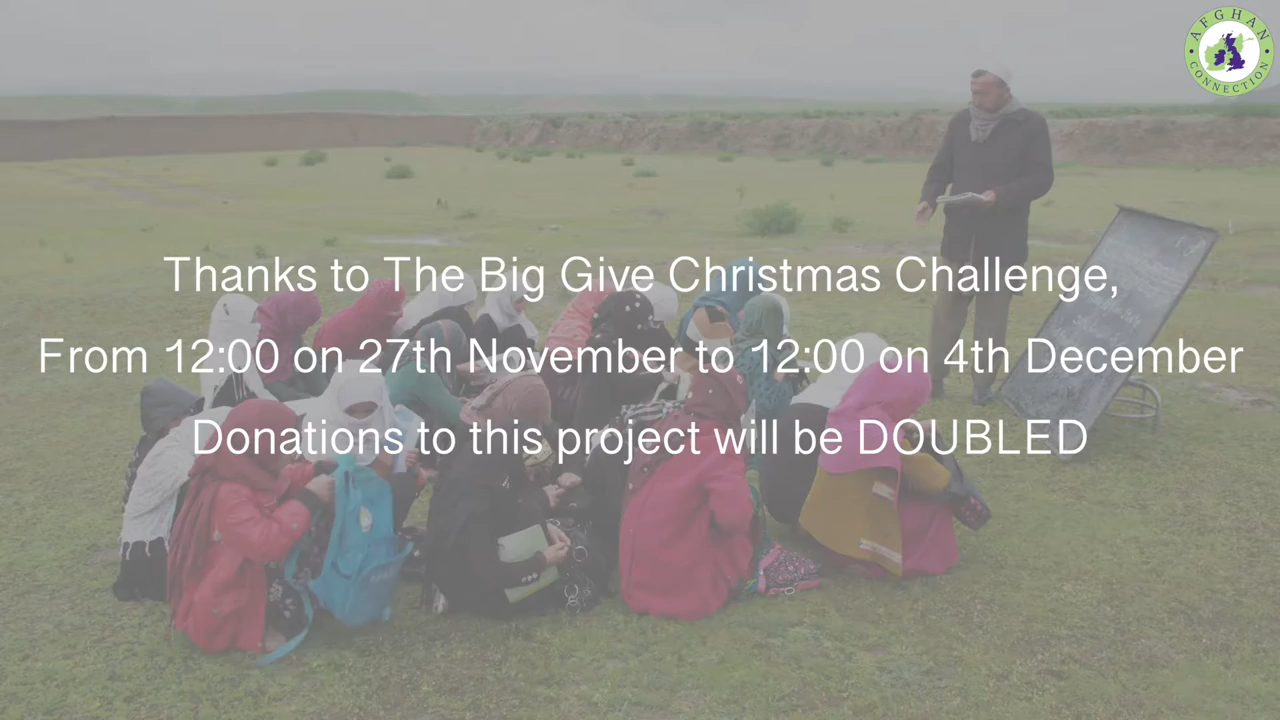 AFGHAN
CONNECTION
Thanks to The Big Give Christmas Challenge,
From 12:00 on 27th November to 12:00 on 4th December
Donations to this project will be DOUBLED